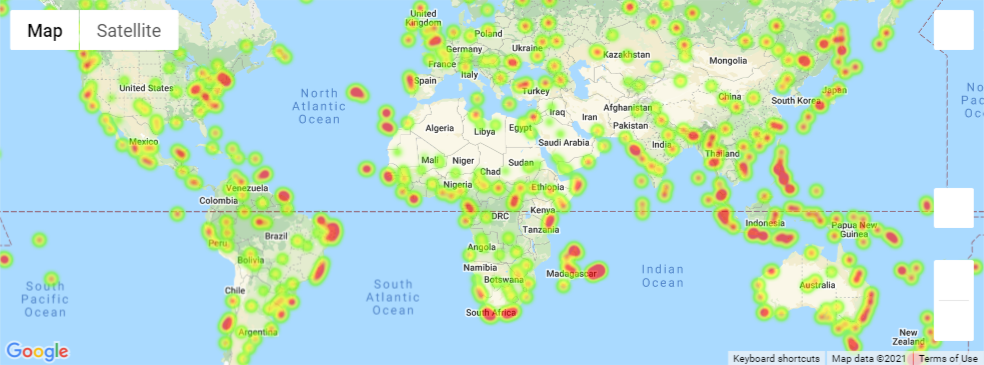 Map
Satellite
United
Kingdom
Poland
Germany
Ukraine
Kazakhstan
Mongolia
France
Italy
Spain
Turkey
United States
North
Atlantic
Ocean
China
South Korea
Japan
Iraq
Iran
Afghanistan
Pakistan
Algeria
Libya
Egypt
Saudi Arabia
India
Mexico
Mali
Niger
Chad
Sudan
Thailand
Nigeria
Ethiopia
Venezuela
Colombia
DRC
Kenya
Tanzania
Indonesia
Papua New
Guinea
Peru
Brazil
Bolivia
Angola
Namibia
Botswana
Madagascar
Indian
Ocean
Australia
South
Pacific
Ocean
South
Atlantic
Ocean
Chile
South Africa
Argentina
New
Zealand
No
Pac
Oc
Google
Keyboard shortcuts
Map data ©2021
Terms of Use